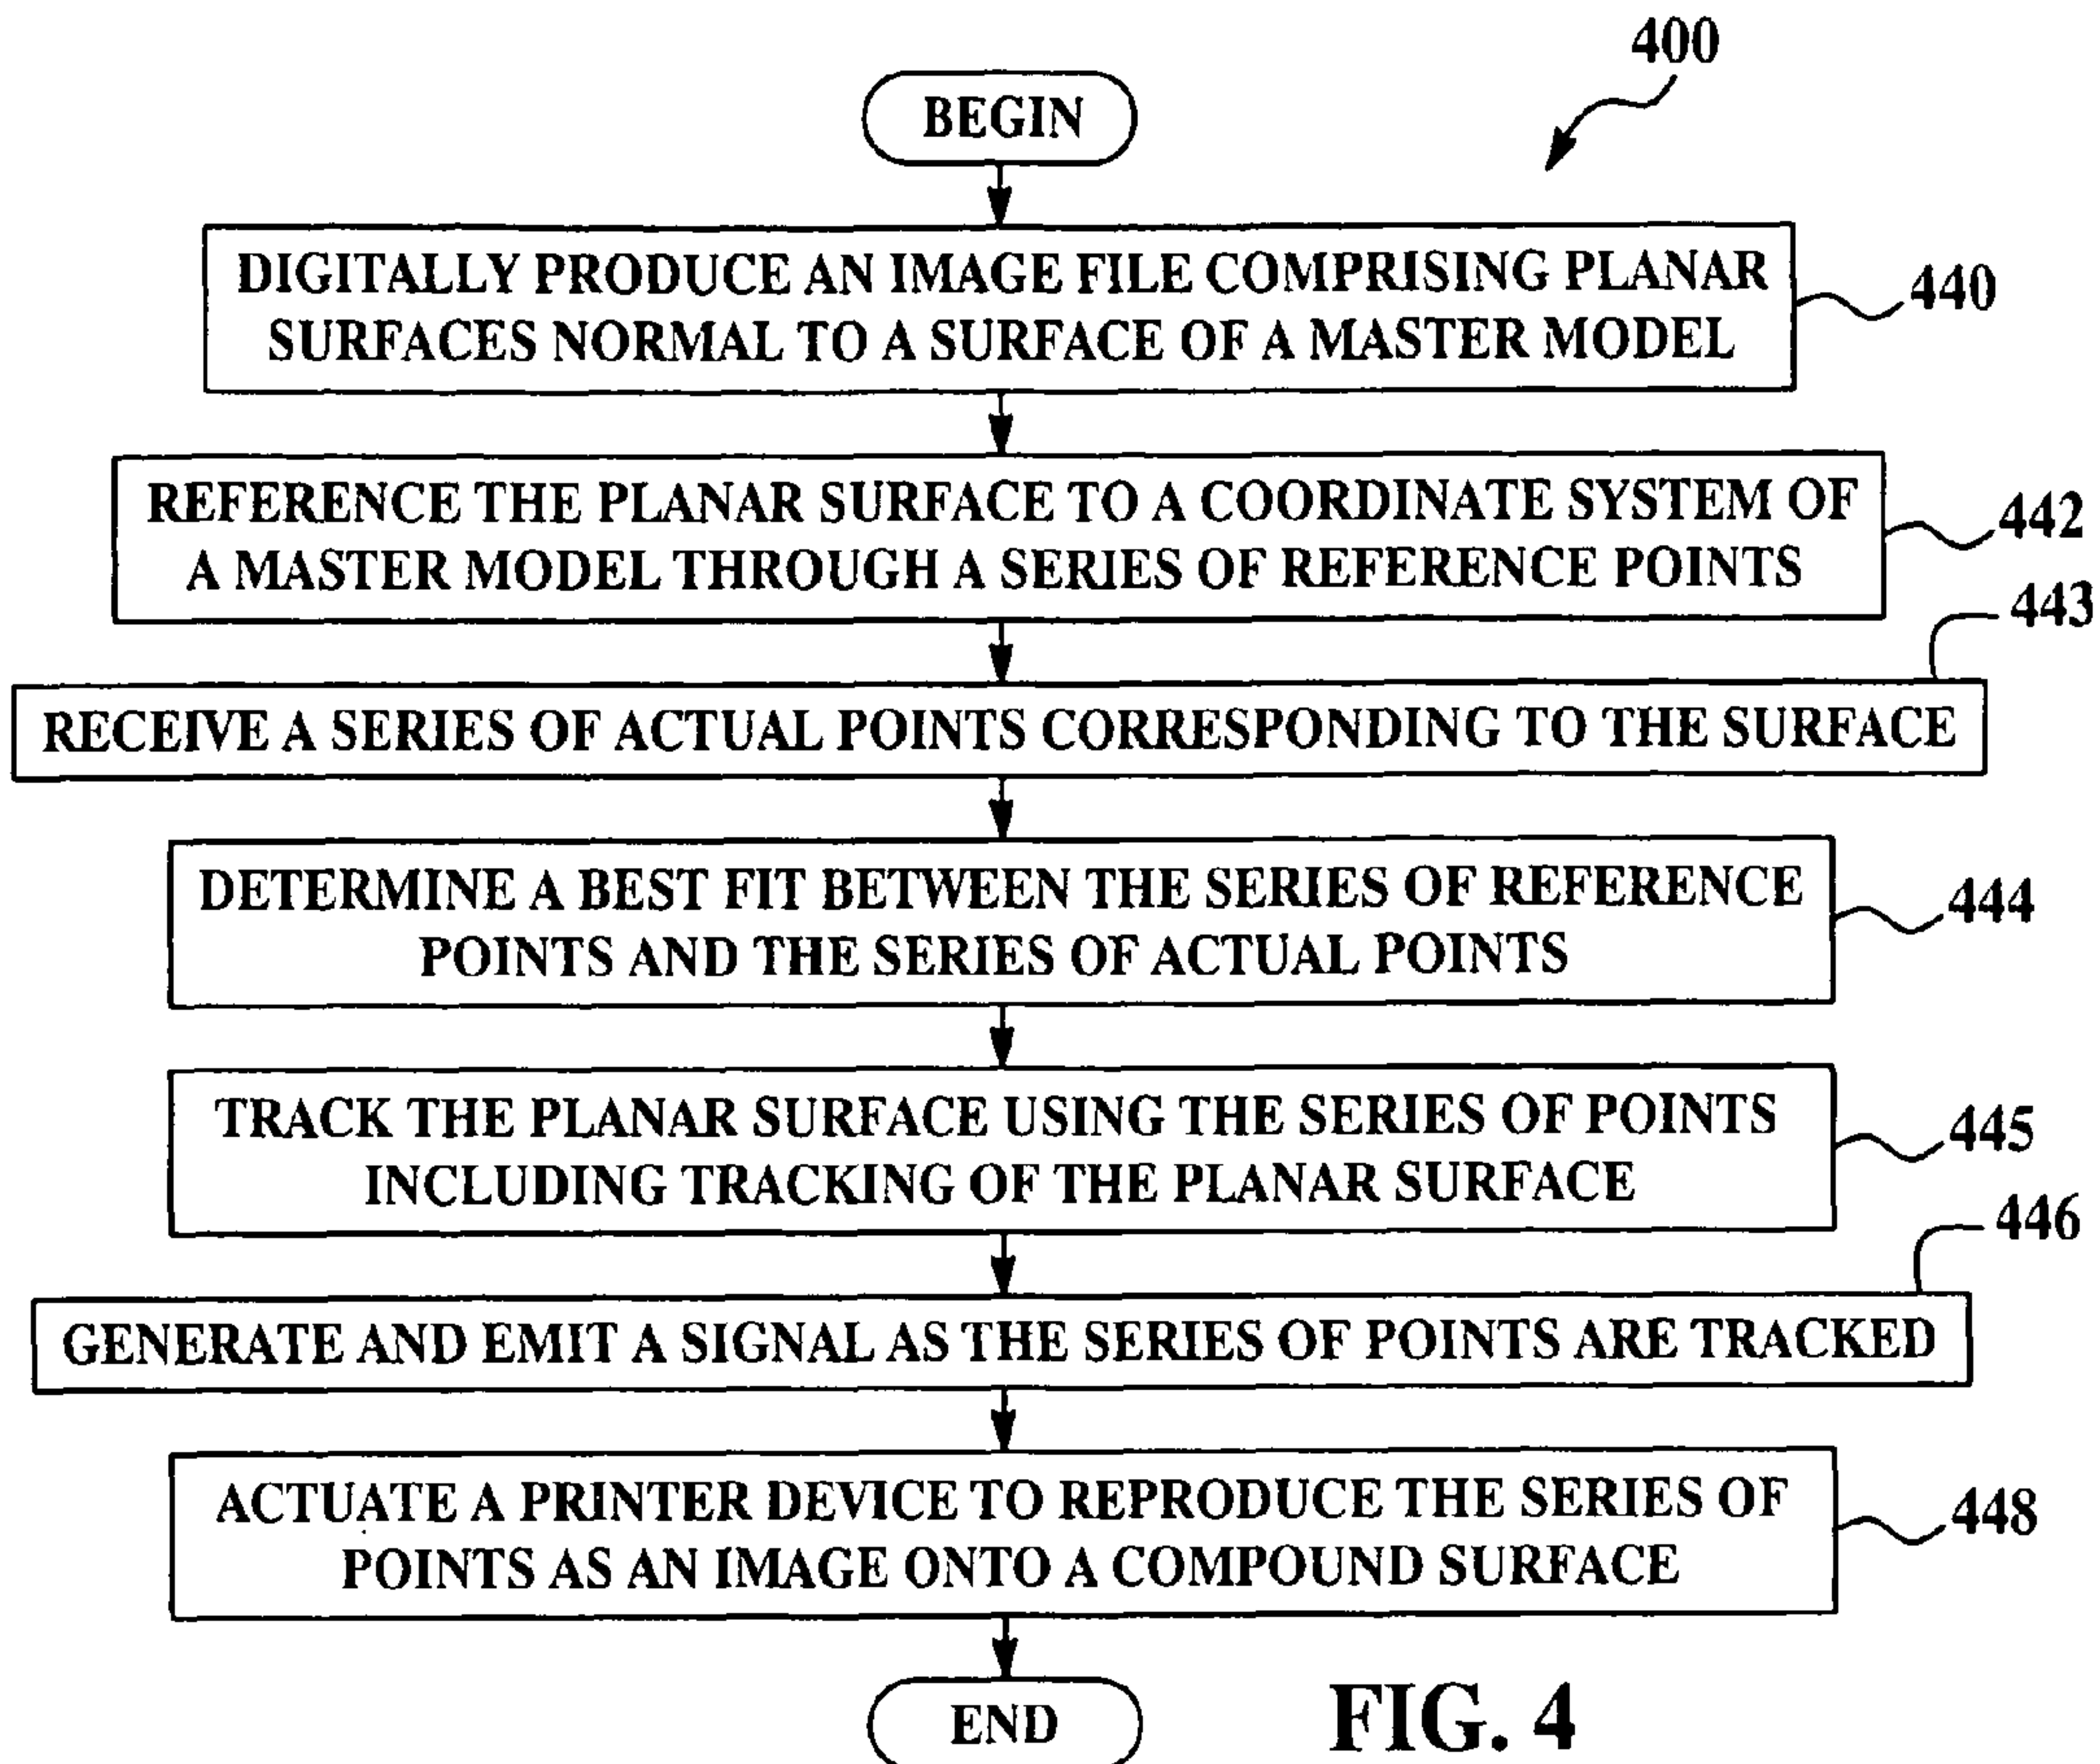 400
BEGIN
DIGITALLY PRODUCE AN IMAGE FILE COMPRISING PLANAR
SURFACES NORMAL TO A SURFACE OF A MASTER MODEL
440
REFERENCE THE PLANAR SURFACE TO A COORDINATE SYSTEM OF
A MASTER MODEL THROUGH A SERIES OF REFERENCE POINTS
442
443
RECEIVE A SERIES OF ACTUAL POINTS CORRESPONDING TO THE SURFACE
DETERMINE A BEST FIT BETWEEN THE SERIES OF REFERENCE
POINTS AND THE SERIES OF ACTUAL POINTS
444
TRACK THE PLANAR SURFACE USING THE SERIES OF POINTS
INCLUDING TRACKING OF THE PLANAR SURFACE
445
446
GENERATE AND EMIT A SIGNAL AS THE SERIES OF POINTS ARE TRACKED
ACTUATE A PRINTER DEVICE TO REPRODUCE THE SERIES OF
POINTS AS AN IMAGE ONTO A COMPOUND SURFACE
448
END
FIG. 4